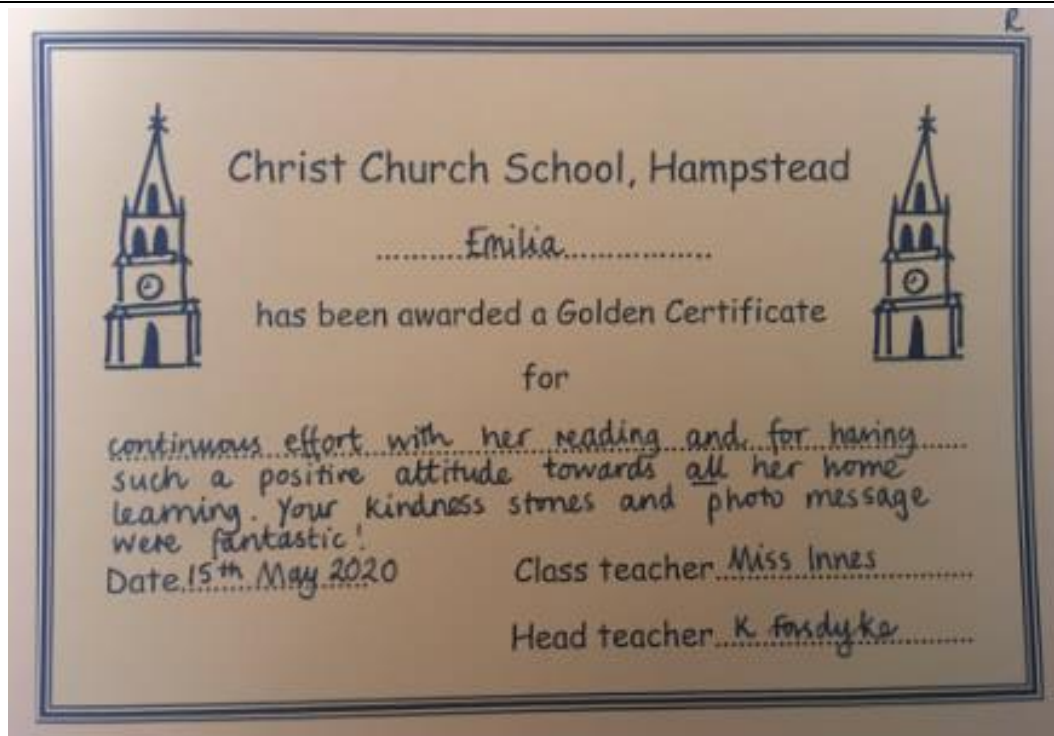 R
Christ Church School, Hampstead
Emilia
has been awarded a Golden Certificate
for
continuous effort with her reading and for having
such a positive attitude towards all her home
learning. Your kindness stones and photo message
were fantastic!
Date 15th May 2020 Class teacher Miss Innes
Head teacher K Forsdyke